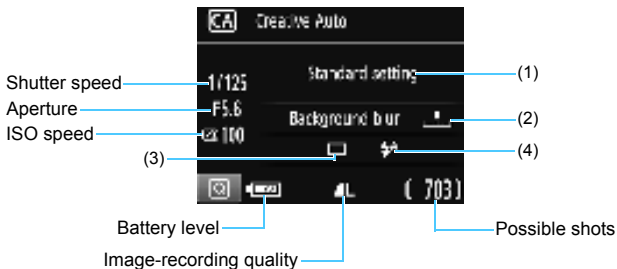 CA Creative Auto
Shutter speed 1/125 Standard setting (1)
Aperture F5.6 Background blur (2)
ISO speed 100
(3) (4)
Q L ( 703)
Battery level Possible shots
Image-recording quality